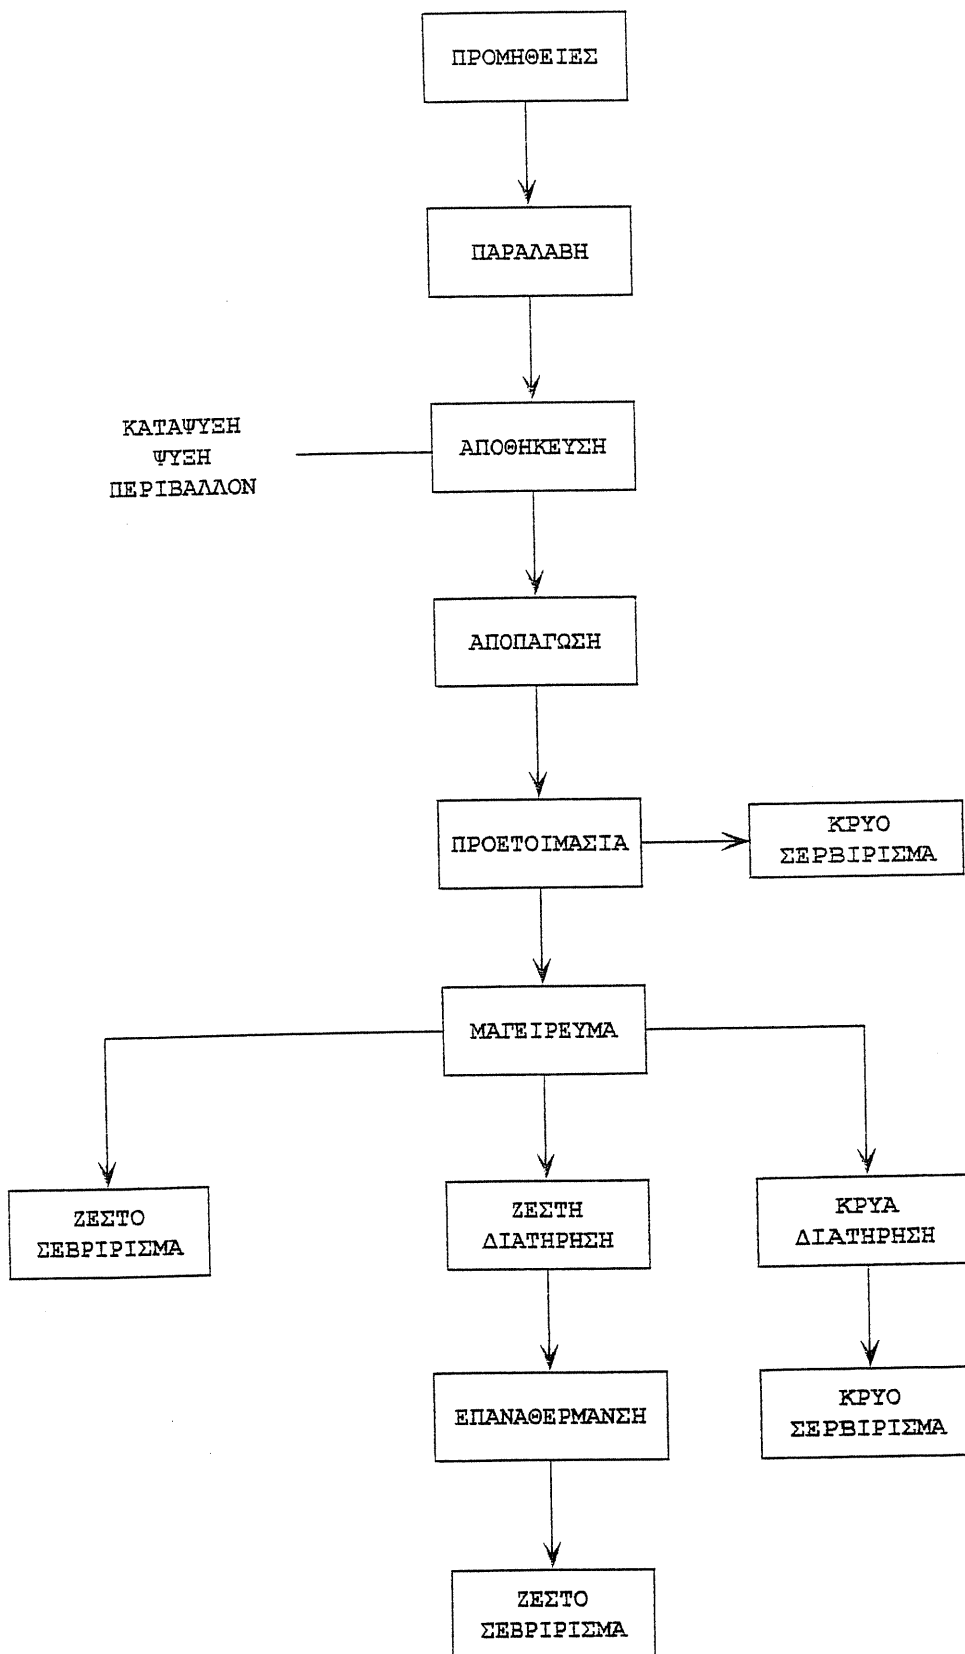 ΠΡΟΜΗΘΕΙΕΣ
ΠΑΡΑΛΑΒΗ
ΚΑΤΑΨΥΞΗ
ΨΥΞΗ
ΠΕΡΙΒΑΛΛΟΝ
ΑΠΟΘΗΚΕΥΣΗ
ΑΠΟΠΑΓΩΣΗ
ΠΡΟΕΤΟΙΜΑΣΙΑ
ΚΡΥΟ
ΣΕΡΒΙΡΙΣΜΑ
ΜΑΓΕΙΡΕΥΜΑ
ΖΕΣΤΟ
ΣΕΒΡΙΡΙΣΜΑ
ΖΕΣΤΗ
ΔΙΑΤΗΡΗΣΗ
ΚΡΥΑ
ΔΙΑΤΗΡΗΣΗ
ΕΠΑΝΑΘΕΡΜΑΝΣΗ
ΚΡΥΟ
ΣΕΡΒΙΡΙΣΜΑ
ΖΕΣΤΟ
ΣΕΒΡΙΡΙΣΜΑ